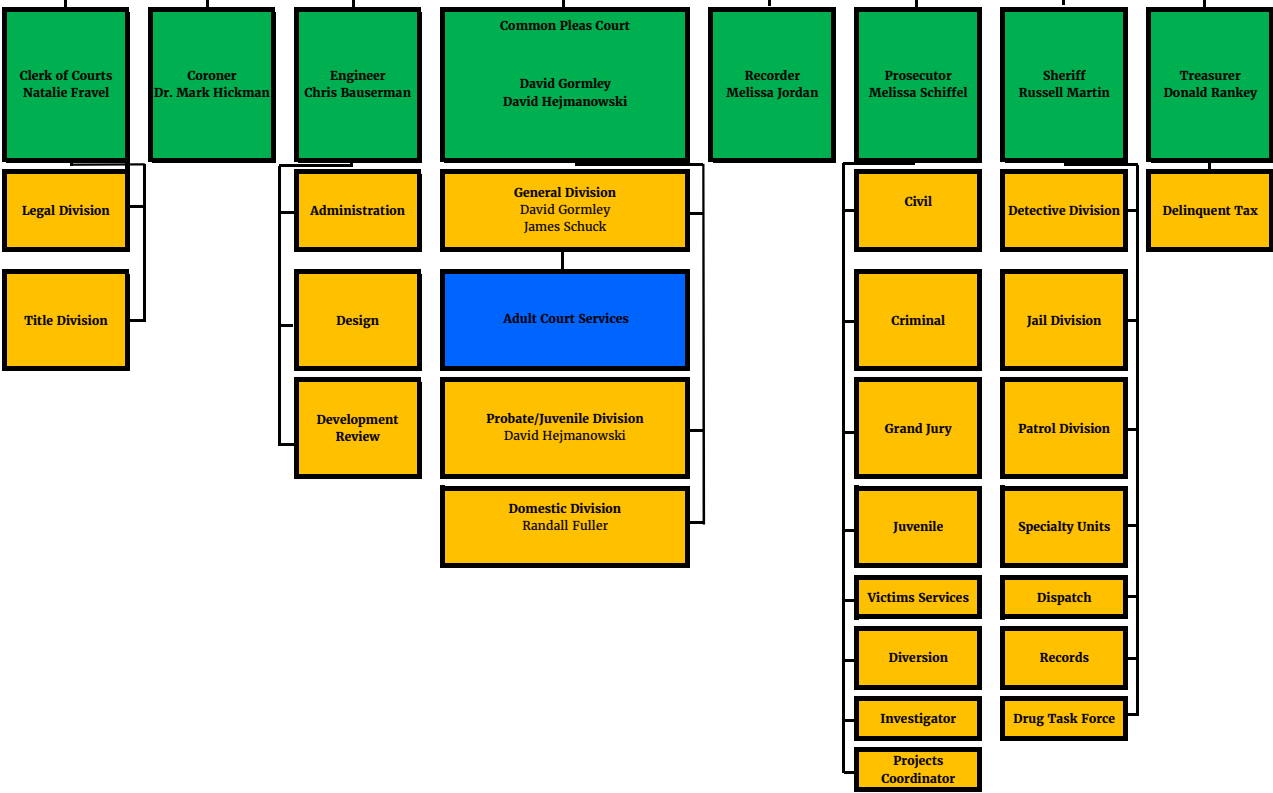 Clerk of Courts
Natalie Fravel
Coroner
Dr. Mark Hickman
Engineer
Chris Bauserman
Common Pleas Court
David Gormley
David Hejmanowski
Recorder
Melissa Jordan
Prosecutor
Melissa Schiffel
Sheriff
Russell Martin
Treasurer
Donald Rankey
Legal Division
Title Division
Administration
Design
Development
Review
General Division
David Gormley
James Schuck
Adult Court Services
Probate/Juvenile Division
David Hejmanowski
Domestic Division
Randall Fuller
Civil
Criminal
Grand Jury
Juvenile
Victims Services
Diversion
Investigator
Projects
Coordinator
Detective Division
Jail Division
Patrol Division
Specialty Units
Dispatch
Records
Drug Task Force
Delinquent Tax